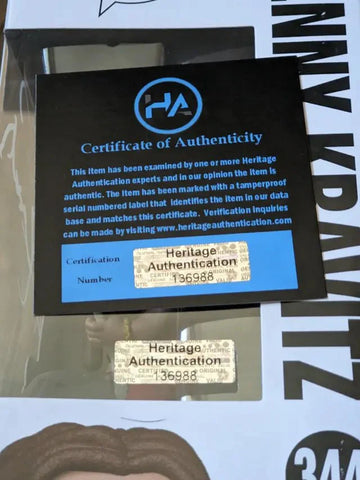 HA
Certificate of Authenticity
This Item has been examined by one or more Heritage
Authentication experts and in our opinion the item is
authentic. The item has been marked with a tamperproof
serial numbered label that identifies the item in our data
base and matches this certificate. Verification Inquiries
can be made by visiting www.heritageauthentication.com
Certification
Number
Heritage
Authentication
136988
Heritage
Authentication
136988
NNY KRAVITZ
344